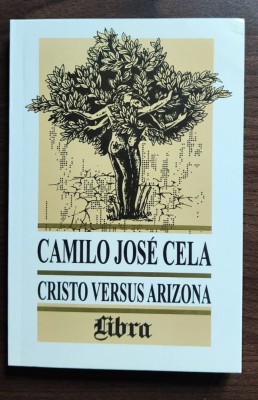 CAMILO JOSÉ CELA
CRISTO VERSUS ARIZONA
Libra